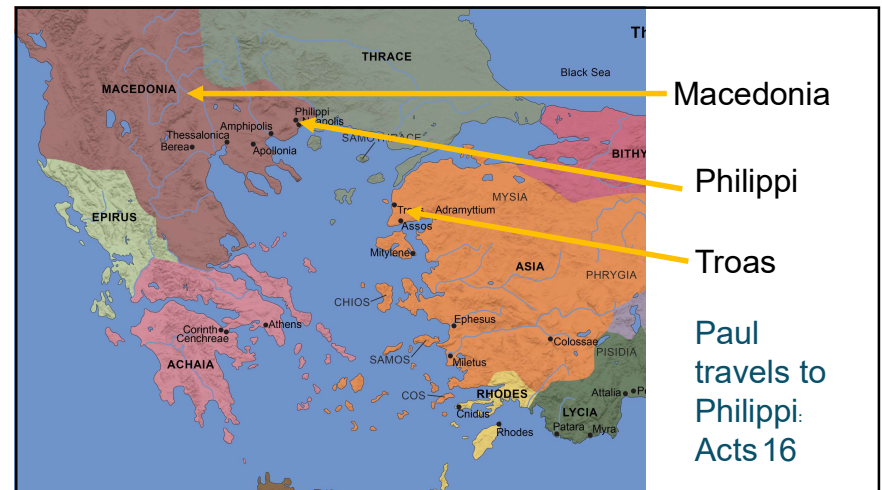 Th
THRACE
Black Sea
MACEDONIA
Macedonia
Philippi
Amphipolis
Thessalonica
SAMOTHRACE
Berea
Apollonia
BITHY
Philippi
MYSIA
Adramyttium
EPIRUS
Assos
Troas
Mitylene
ASIA
PHRYGIA
CHIOS
Ephesus
Corinth
Athens
Cenchreae
Colossae
PISIDIA
ACHAIA
SAMOS
Miletus
Paul
travels to
Philippi:
Acts 16
COS
RHODES
Attalia
Cnidus
LYCIA
Patara
Myra
Rhodes